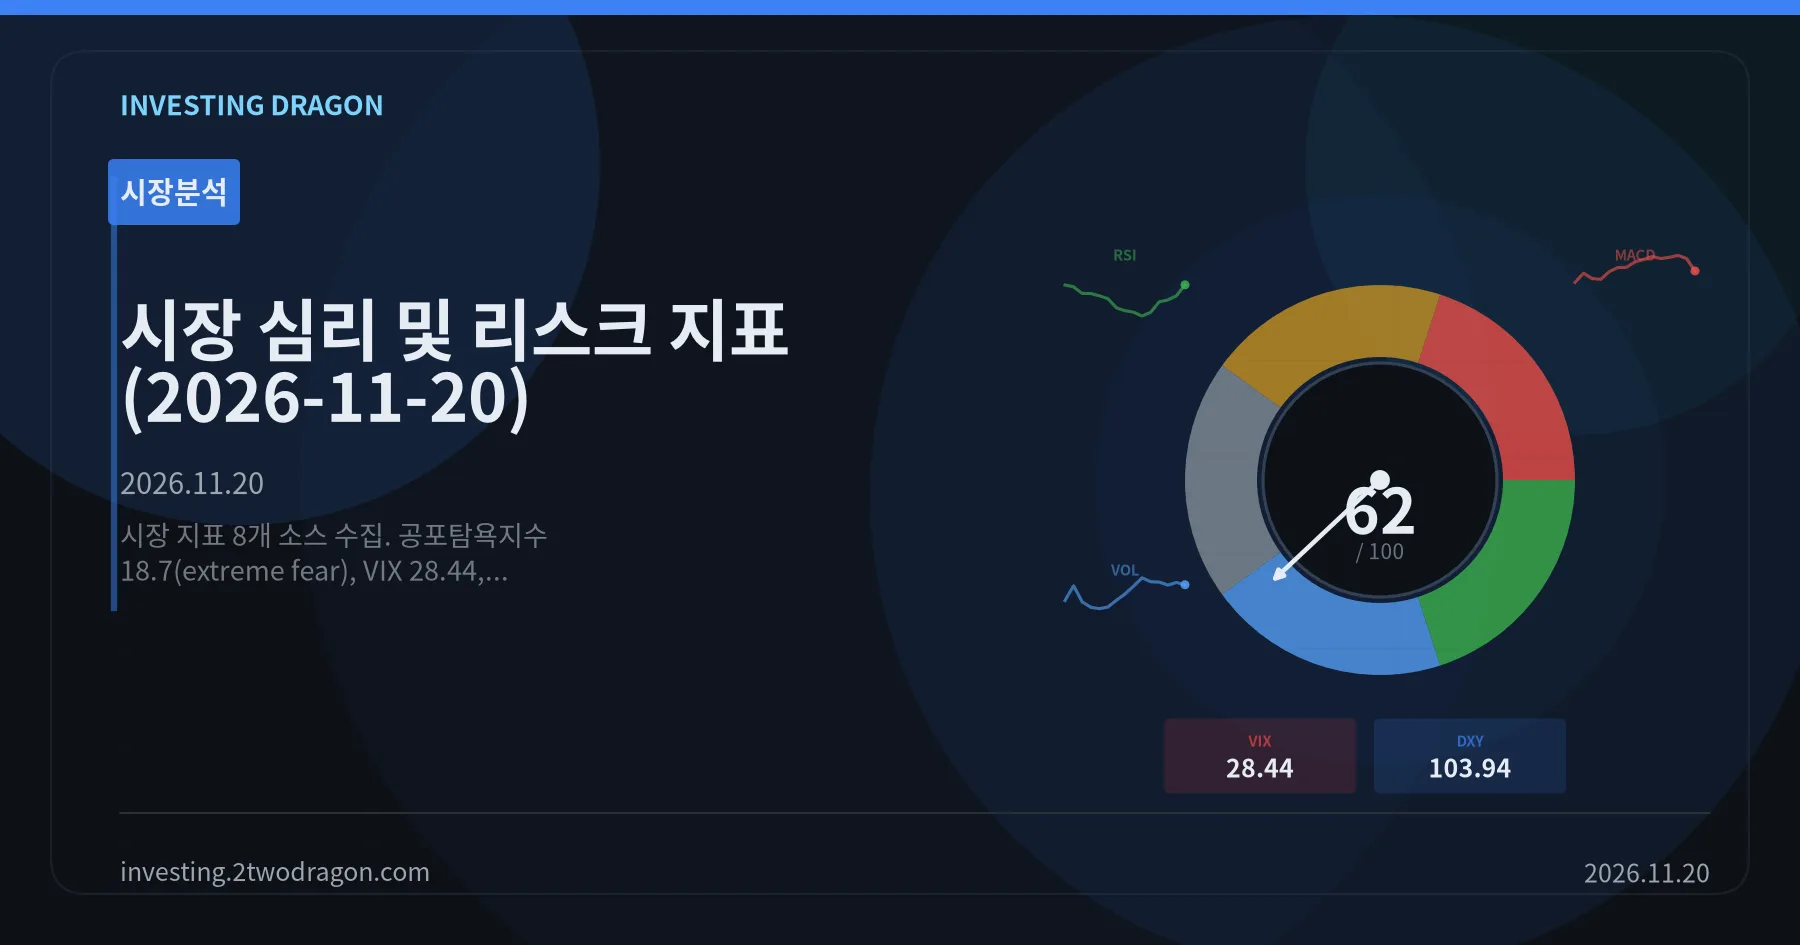 INVESTING DRAGON
시장분석
시장 심리 및 리스크 지표
(2026-11-20)
2026.11.20
시장 지표 8개 소스 수집. 공포탐욕지수
18.7(extreme fear), VIX 28.44,...
RSI
MACD
62
/ 100
VOL
VIX
28.44
DXY
103.94
investing.2twodragon.com
2026.11.20